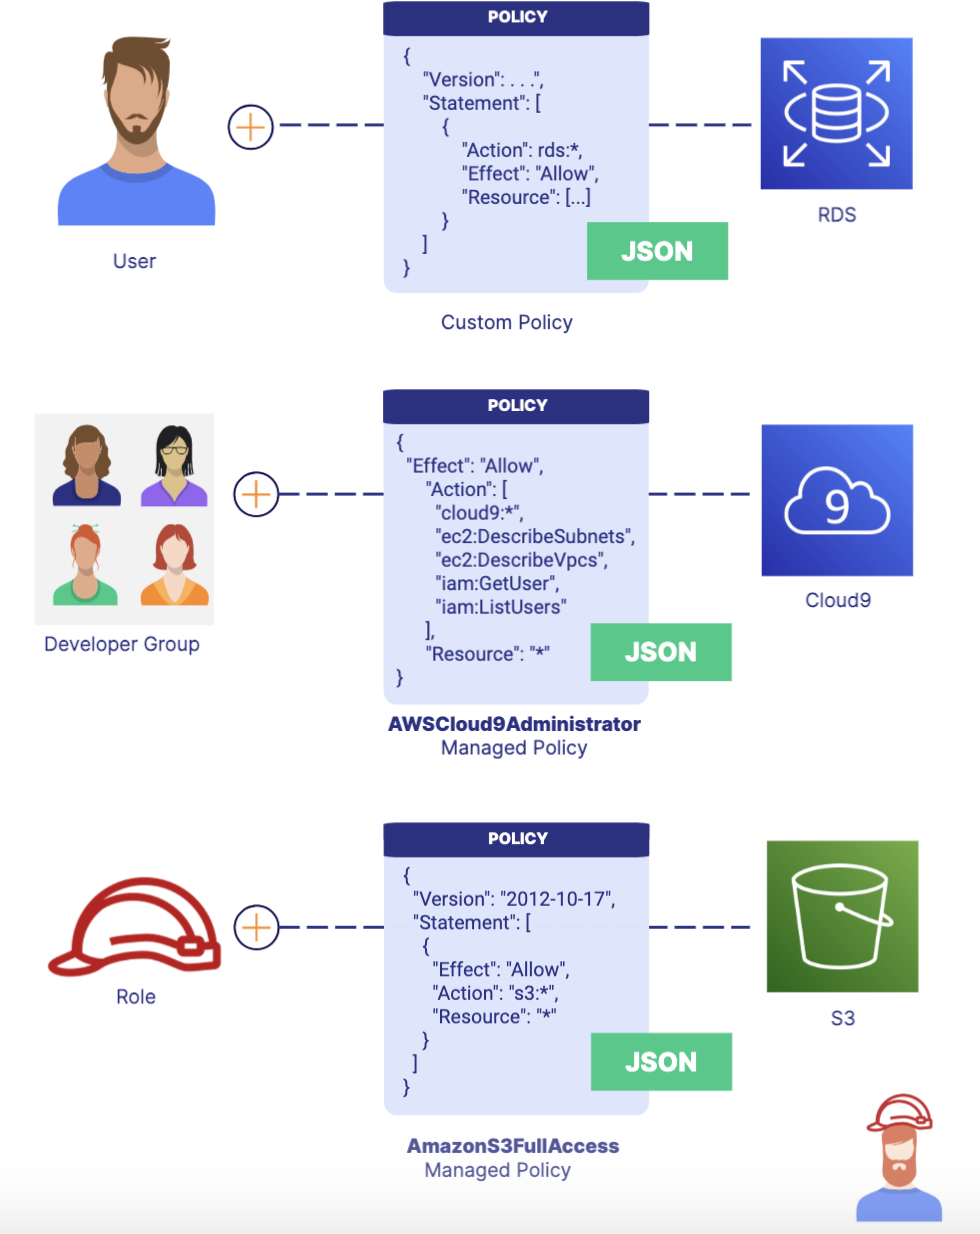 POLICY
{
"Version": . . .",
"Statement": [
{
"Action": rds:*,
"Effect": "Allow",
"Resource": [...]
}
]
}
JSON
RDS
User
Custom Policy
POLICY
{
"Effect": "Allow",
"Action": [
"cloud9:*",
"ec2:DescribeSubnets",
"ec2:DescribeVpcs",
"iam:GetUser",
"iam:ListUsers"
],
"Resource": "*"
}
JSON
9
Cloud9
Developer Group
AWSCloud9Administrator
Managed Policy
POLICY
{
"Version": "2012-10-17",
"Statement": [
{
"Effect": "Allow",
"Action": "s3:*",
"Resource": "*"
}
]
}
JSON
Role
S3
AmazonS3FullAccess
Managed Policy